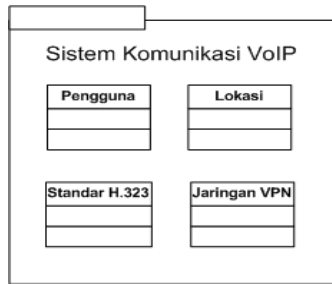 Sistem Komunikasi VoIP
Pengguna
Lokasi
Standar H.323
Jaringan VPN